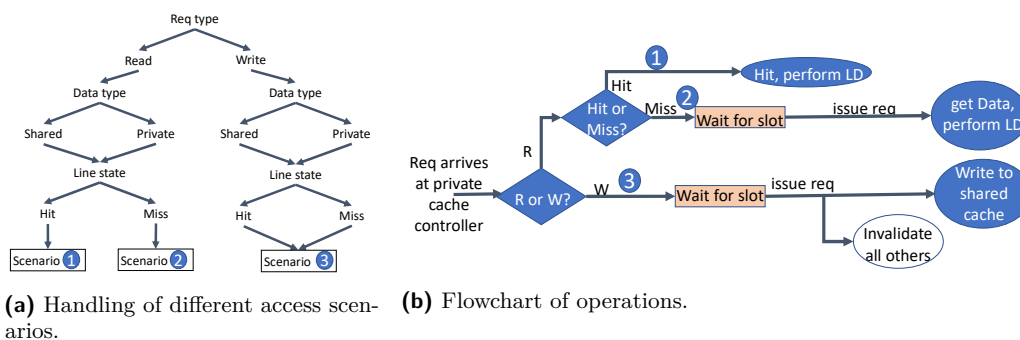 Req type
Read
Write
Data type
Data type
Shared
Private
Shared
Private
Line state
Line state
Hit
Miss
Hit
Miss
Scenario 1
Scenario 2
Scenario 3
(a) Handling of different access scen-
arios.
1
Hit, perform LD
Hit
Hit or
Miss?
Miss
2
Wait for slot
issue req
get Data,
perform LD
R
Req arrives
at private
cache
controller
R or W?
W
3
Wait for slot
issue req
Write to
shared
cache
Invalidate
all others
(b) Flowchart of operations.